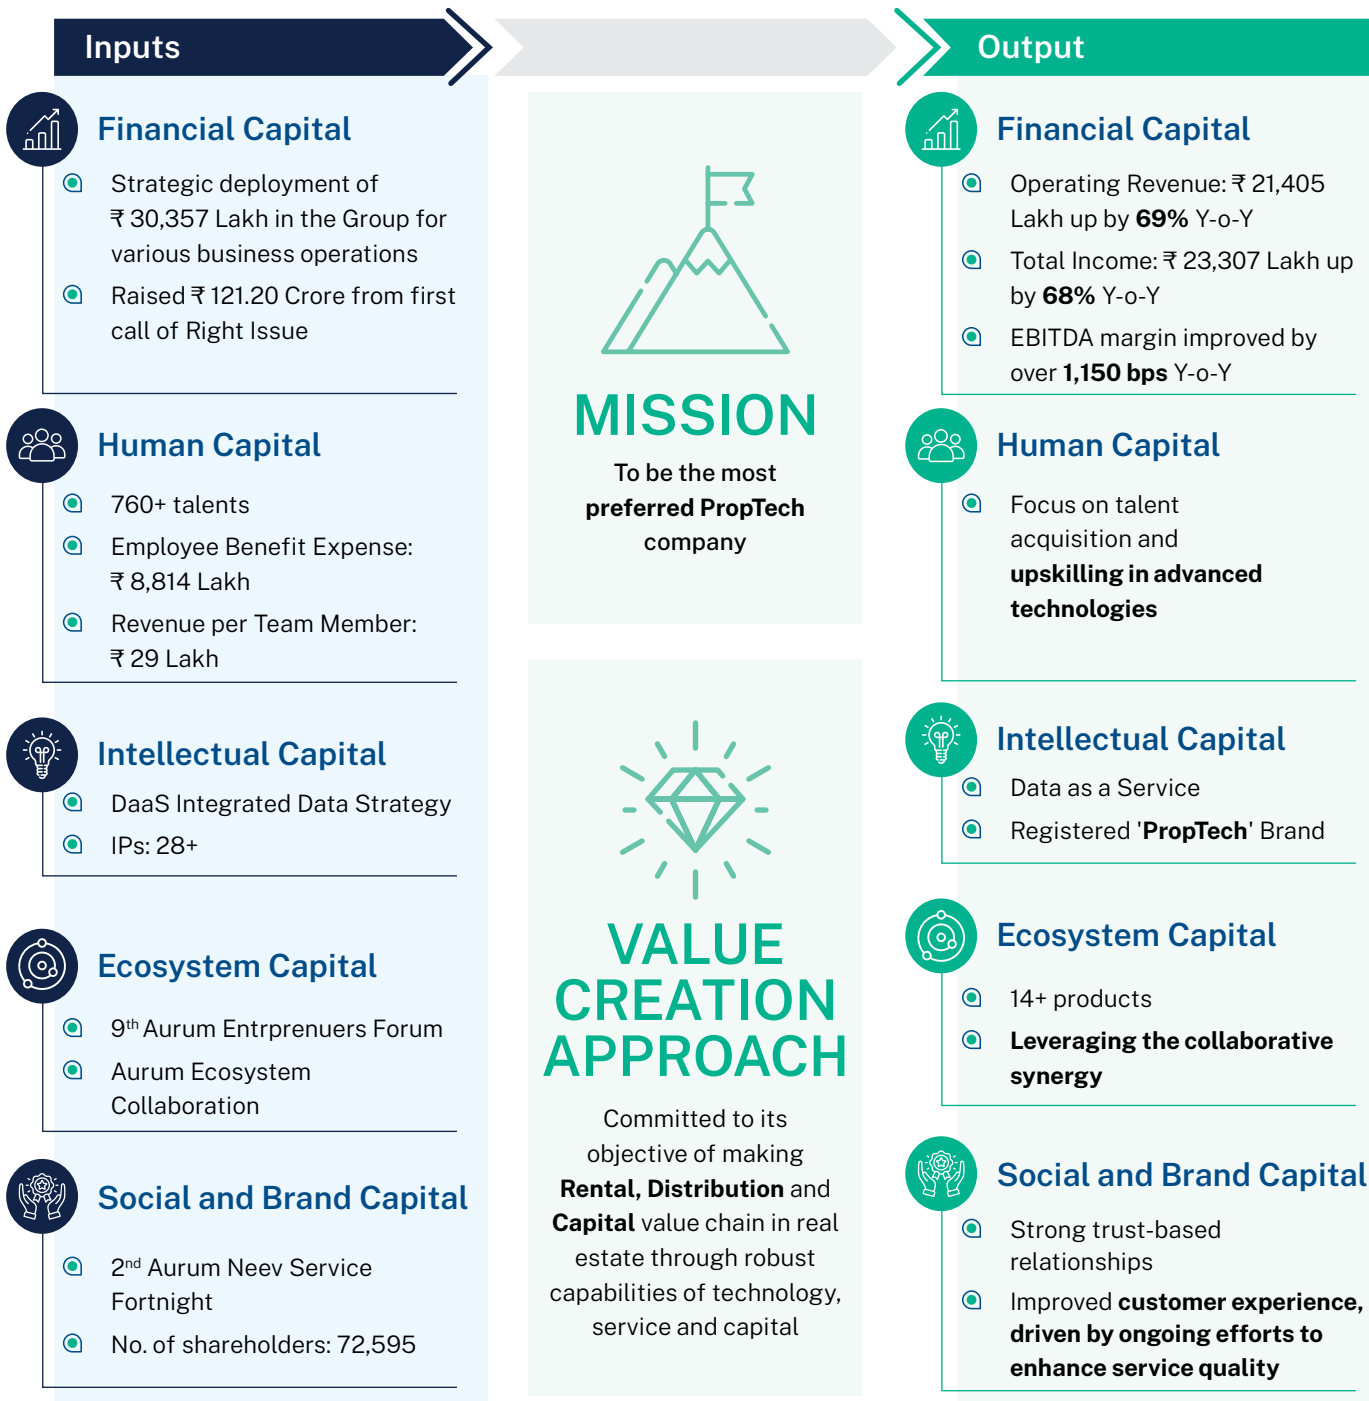 Inputs
Financial Capital
Strategic deployment of
₹ 30,357 Lakh in the Group for
various business operations
Raised ₹ 121.20 Crore from first
call of Right Issue
Human Capital
760+ talents
Employee Benefit Expense:
₹ 8,814 Lakh
Revenue per Team Member:
₹ 29 Lakh
Intellectual Capital
DaaS Integrated Data Strategy
IPs: 28+
Ecosystem Capital
9th Aurum Entrprenuers Forum
Aurum Ecosystem
Collaboration
Social and Brand Capital
2nd Aurum Neev Service
Fortnight
No. of shareholders: 72,595
MISSION
To be the most
preferred PropTech
company
VALUE
CREATION
APPROACH
Committed to its
objective of making
Rental, Distribution and
Capital value chain in real
estate through robust
capabilities of technology,
service and capital
Output
Financial Capital
Operating Revenue: ₹ 21,405
Lakh up by 69% Y-o-Y
Total Income: ₹ 23,307 Lakh up
by 68% Y-o-Y
EBITDA margin improved by
over 1,150 bps Y-o-Y
Human Capital
Focus on talent
acquisition and
upskilling in advanced
technologies
Intellectual Capital
Data as a Service
Registered 'PropTech' Brand
Ecosystem Capital
14+ products
Leveraging the collaborative
synergy
Social and Brand Capital
Strong trust-based
relationships
Improved customer experience,
driven by ongoing efforts to
enhance service quality